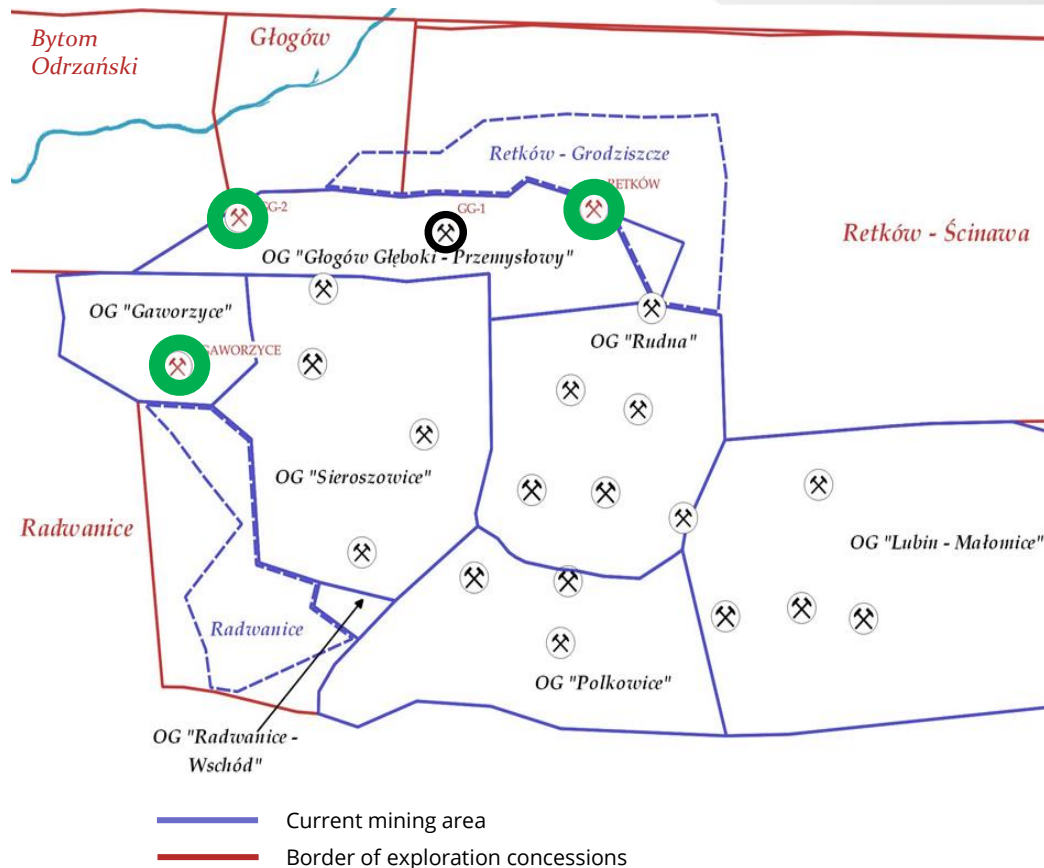 Bytom
Odrzański
Głogów
Retków - Grodziszcze
RETKÓW
GG-2
GG-1
Retków - Ścinawa
OG "Głogów Głęboki - Przemysłowy"
OG "Gaworzyce"
OG "Rudna"
GAWORZYCE
OG "Sieroszowice"
Radwanice
OG "Lubin - Małomice"
Radwanice
OG "Polkowice"
OG "Radwanice -
Wschód"
Current mining area
Border of exploration concessions